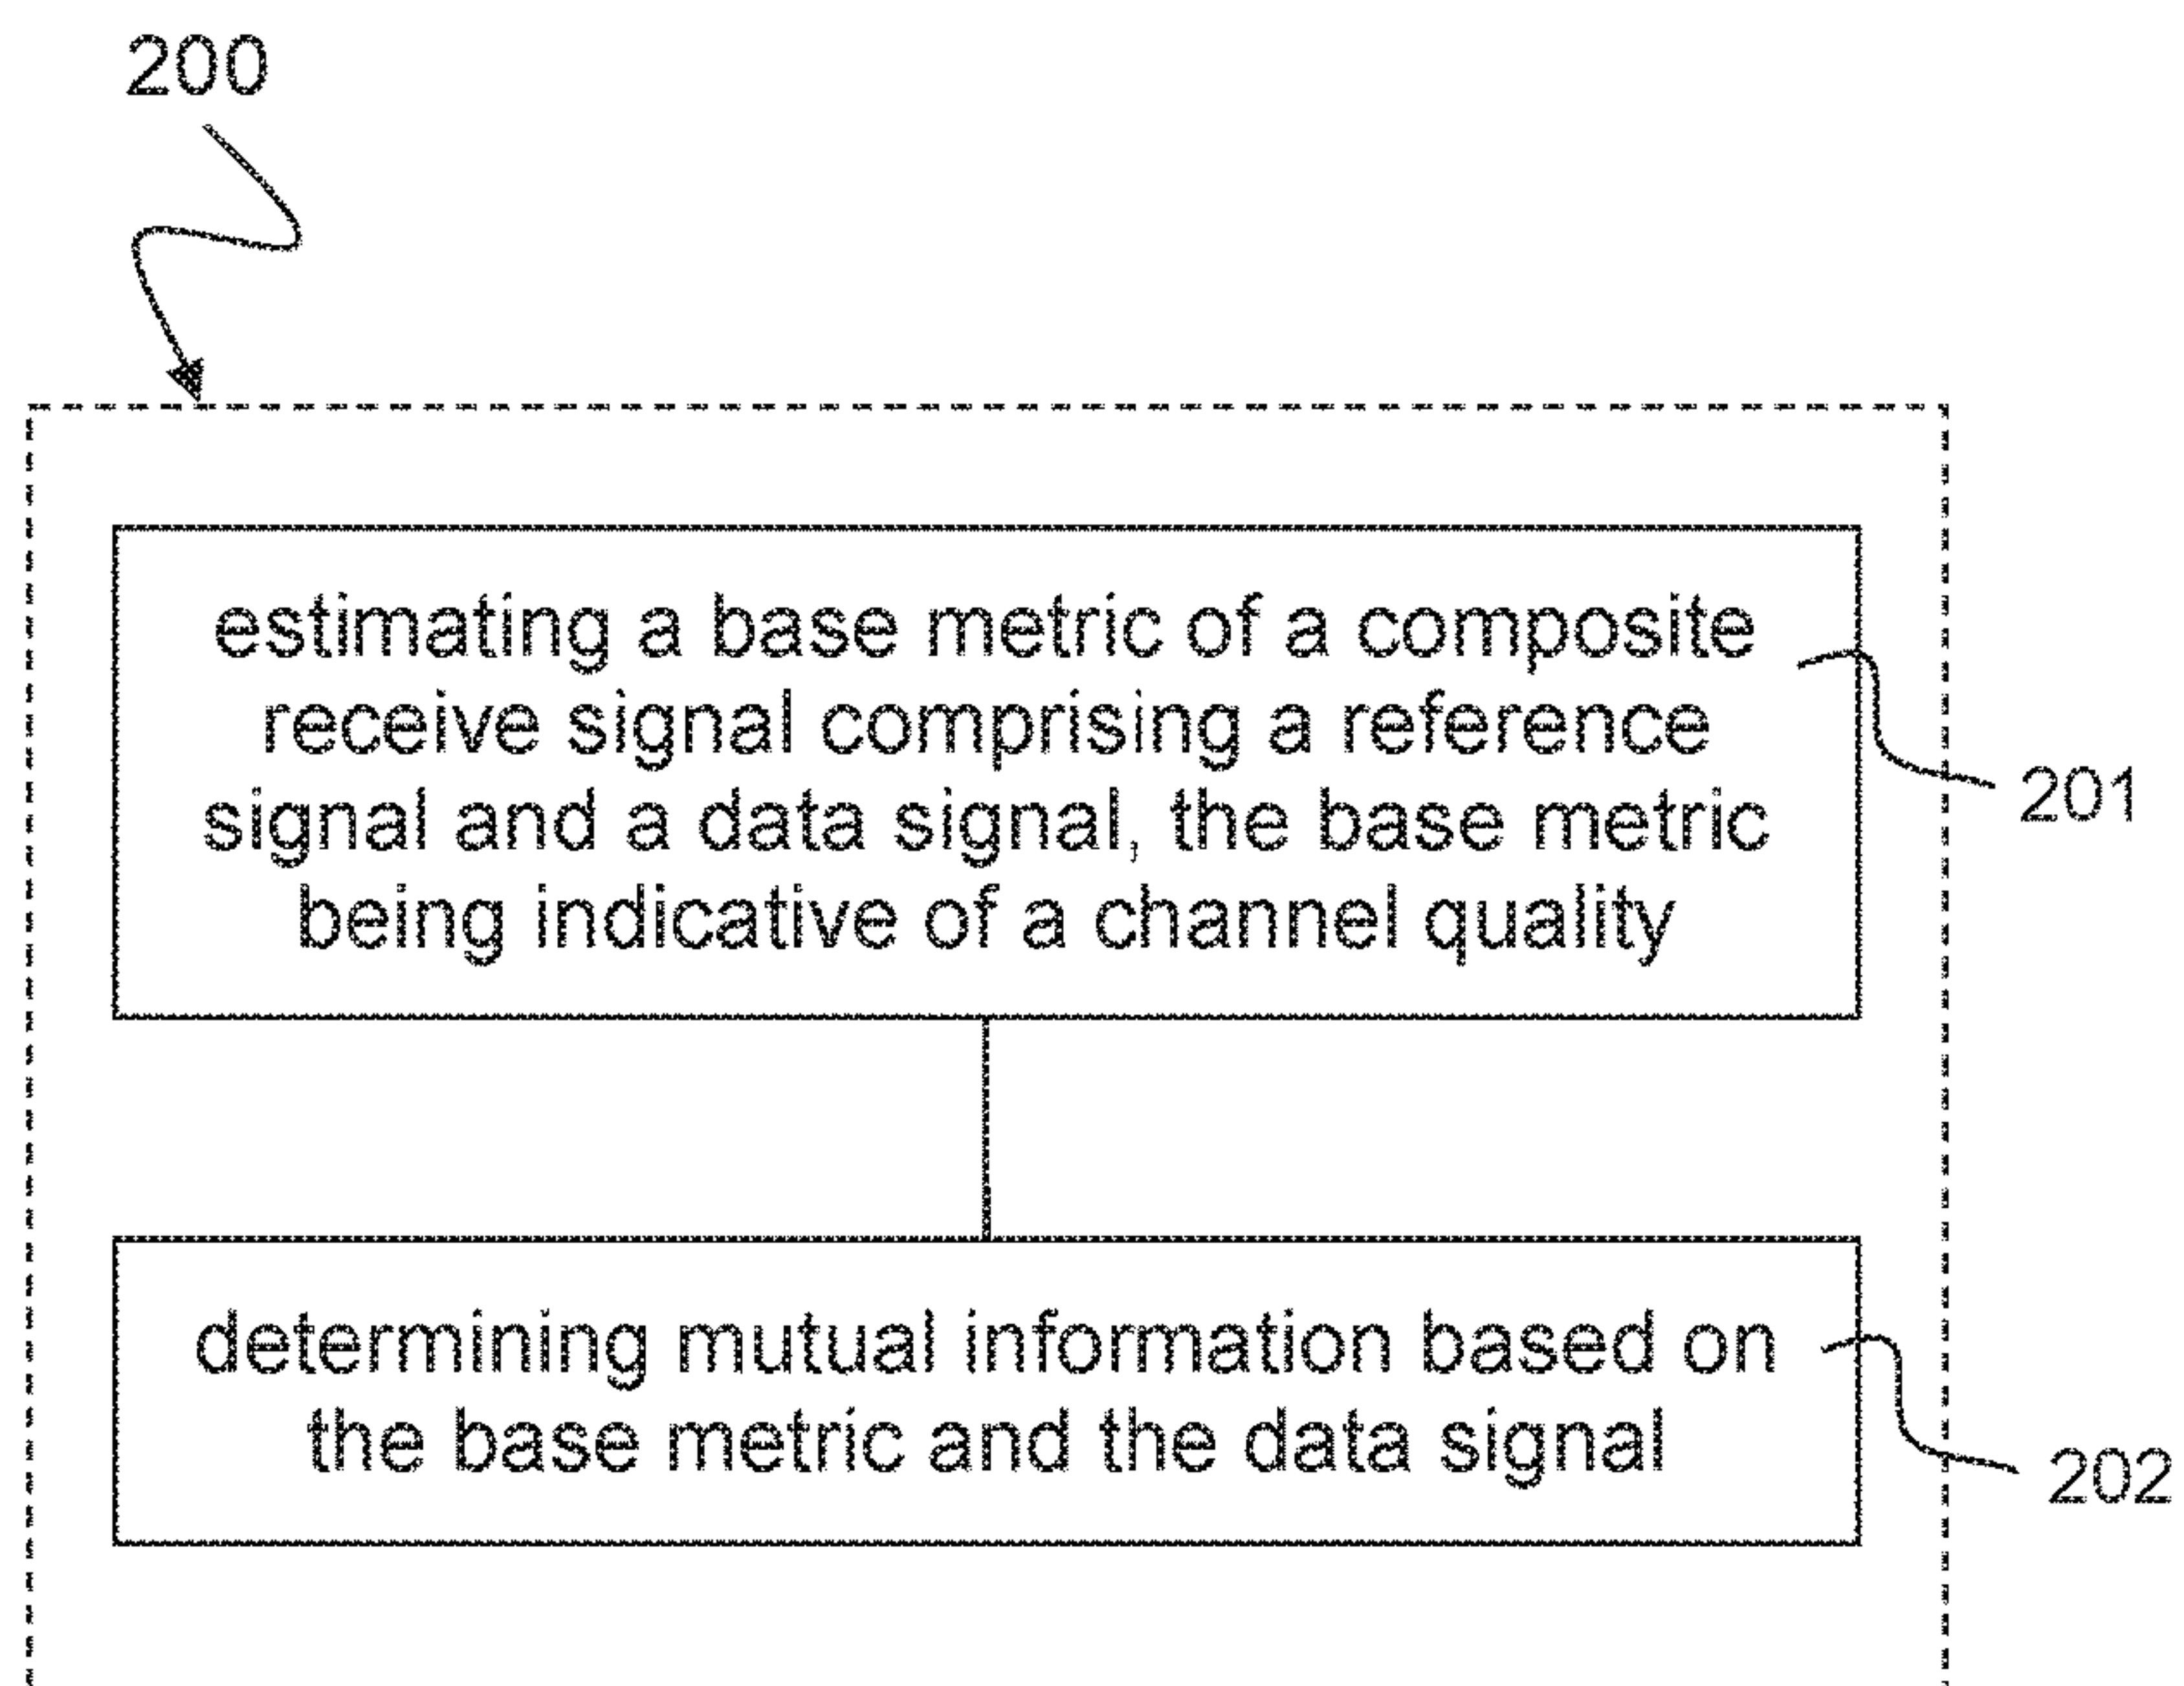 200
estimating a base metric of a composite
receive signal comprising a reference
signal and a data signal, the base metric
being indicative of a channel quality
201
determining mutual information based on
the base metric and the data signal
202